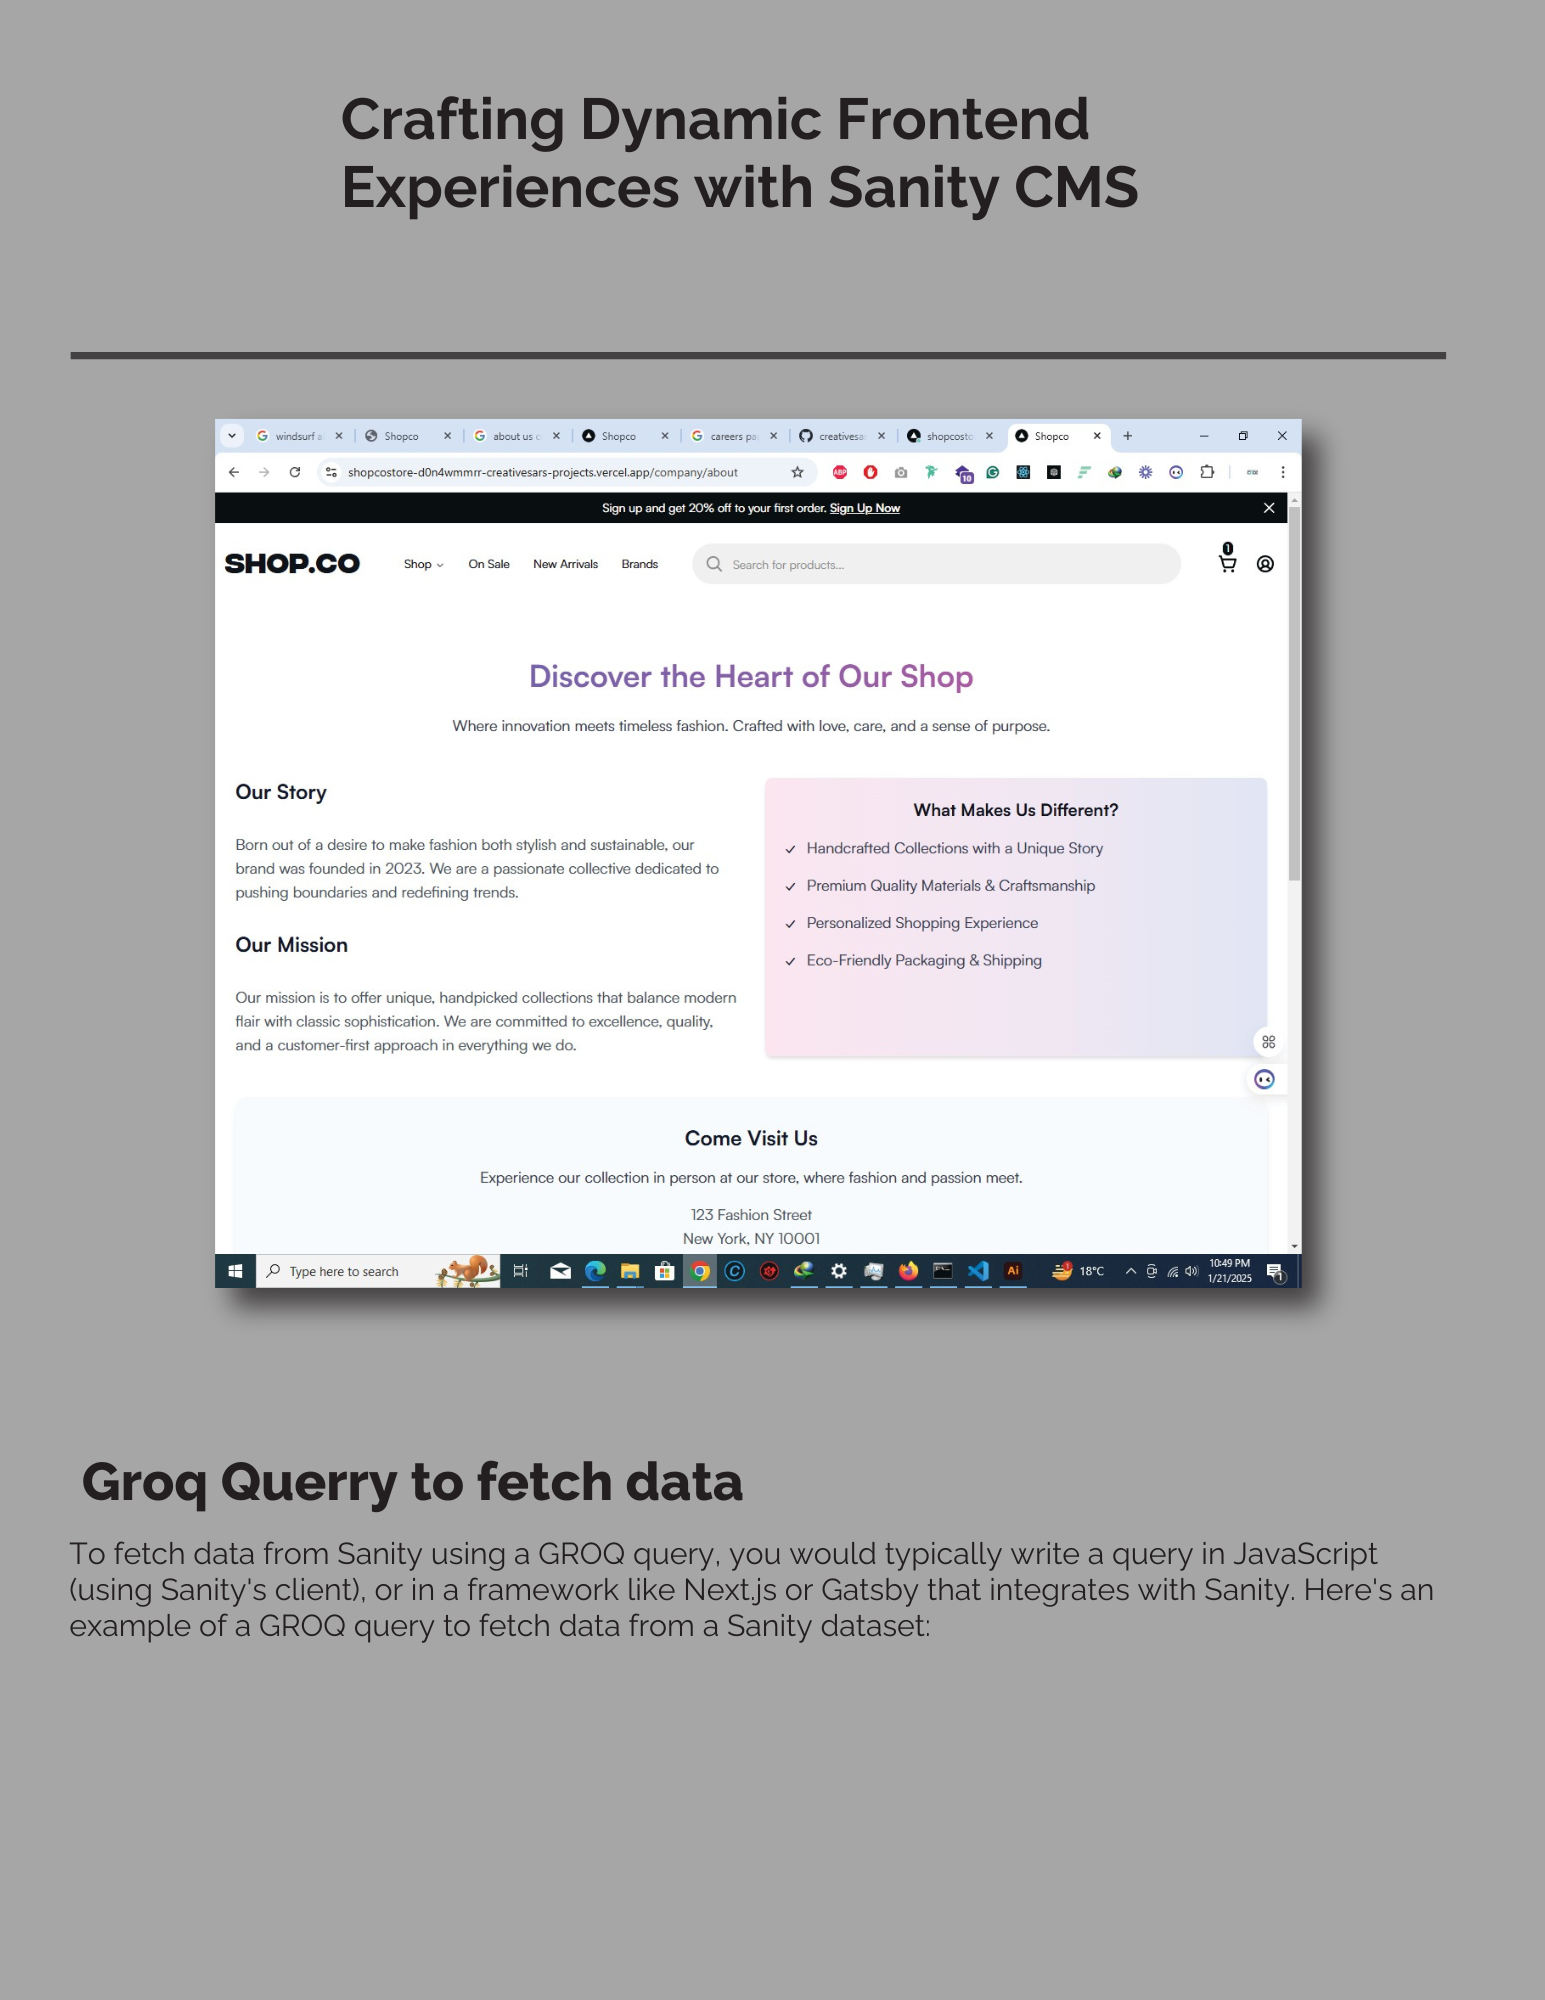 Crafting Dynamic Frontend
Experiences with Sanity CMS
windsurf a
Shopco
about us c
Shopco
careers pa
creativesa
shopcosto
Shopco
shopcostore-d0n4wmmrr-creativesars-projects.vercel.app/company/about
ABP
10
Sign up and get 20% off to your first order. Sign Up Now
SHOP.CO
Shop
On Sale
New Arrivals
Brands
Search for products...
1
Discover the Heart of Our Shop
Where innovation meets timeless fashion. Crafted with love, care, and a sense of purpose.
Our Story
Born out of a desire to make fashion both stylish and sustainable, our
brand was founded in 2023. We are a passionate collective dedicated to
pushing boundaries and redefining trends.
Our Mission
Our mission is to offer unique, handpicked collections that balance modern
flair with classic sophistication. We are committed to excellence, quality,
and a customer-first approach in everything we do.
What Makes Us Different?
Handcrafted Collections with a Unique Story
Premium Quality Materials & Craftsmanship
Personalized Shopping Experience
Eco-Friendly Packaging & Shipping
Come Visit Us
Experience our collection in person at our store, where fashion and passion meet.
123 Fashion Street
New York, NY 10001
Type here to search
Ai
18°C
10:49 PM
1/21/2025
1
Groq Querry to fetch data
To fetch data from Sanity using a GROQ query, you would typically write a query in JavaScript
(using Sanity's client), or in a framework like Next.js or Gatsby that integrates with Sanity. Here's an
example of a GROQ query to fetch data from a Sanity dataset: